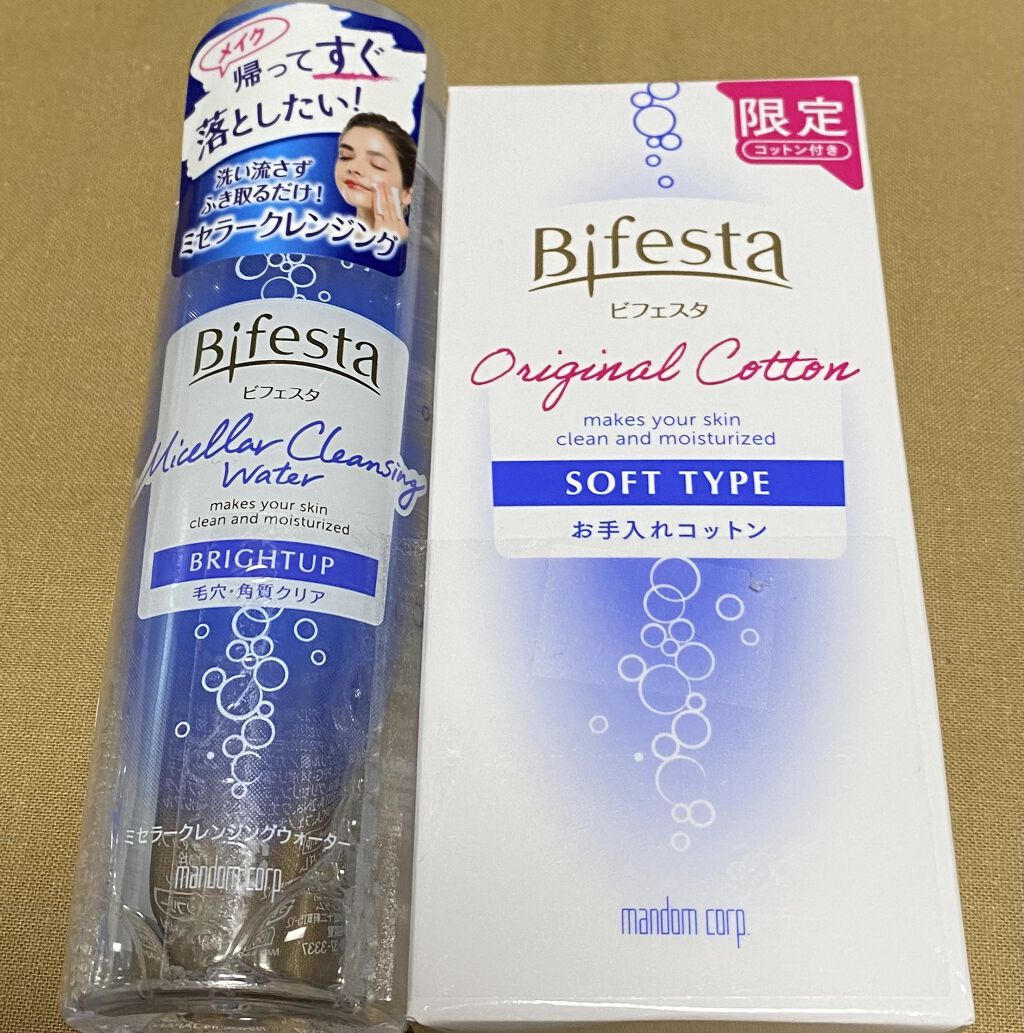 メイク
帰ってすぐ
落としたい!
洗い流さず
ふき取るだけ!
ミセラークレンジング
Bifesta
ビフェスタ
Micellar Cleansing
Water
makes your skin
clean and moisturized
BRIGHTUP
毛穴・角質クリア
ミセラークレンジングウォーター
mandom corp.
限定
コットン付き
Bifesta
ビフェスタ
Original Cotton
makes your skin
clean and moisturized
SOFT TYPE
お手入れコットン
mandom corp.